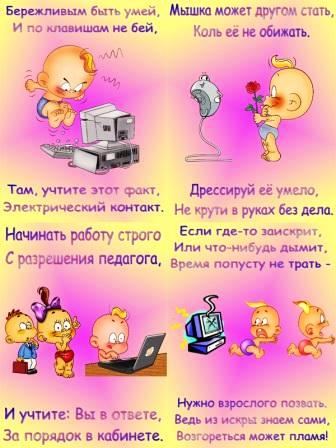 Бережливым быть умей,
И по клавишам не бей,
Там, учтите этот факт,
Электрический контакт.
Мышка может другом стать,
Коль её не обижать.
Дрессируй её умело,
Не крути в руках без дела.
Начинать работу строго
С разрешения педагога,
И учтите: Вы в ответе,
За порядок в кабинете.
Если где-то заискрит,
Или что-нибудь дымит,
Время попусту не трать -
Нужно взрослого позвать.
Ведь из искры знаем сами,
Возгореться может пламя!